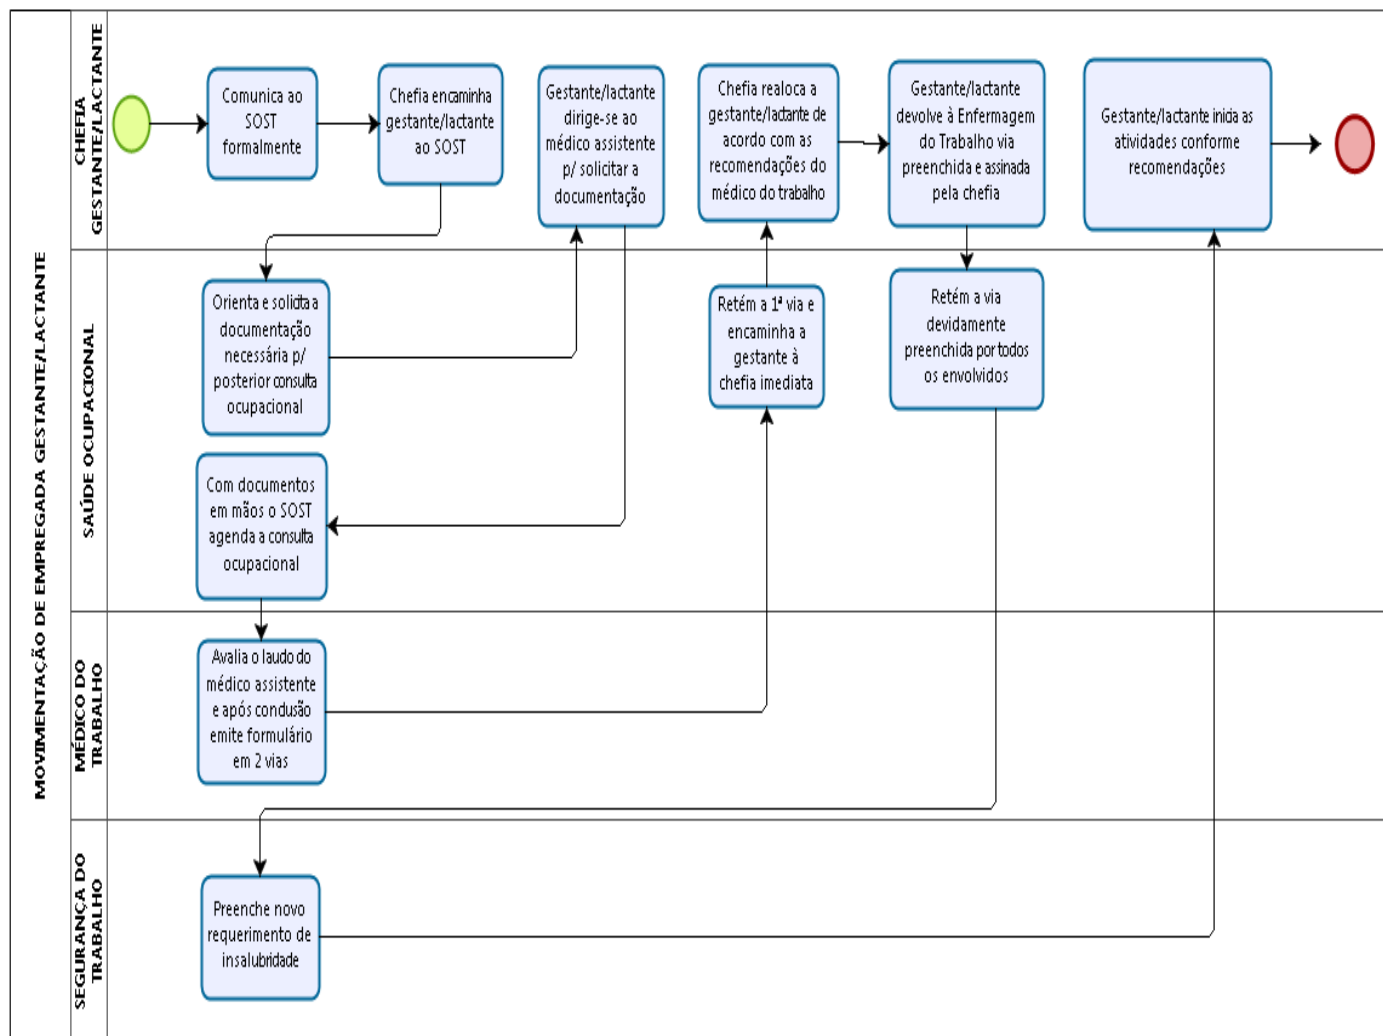 MOVIMENTAÇÃO DE EMPREGADA GESTANTE/LACTANTE
CHEFIA
GESTANTE/LACTANTE
Comunica ao
SOST
formalmente
Chefia encaminha
gestante/lactante
ao SOST
Gestante/lactante
dirige-se ao
médico assistente
p/ solicitar a
documentação
Chefia realoca a
gestante/lactante de
acordo com as
recomendações do
médico do trabalho
Gestante/lactante
devolve à Enfermagem
do Trabalho via
preenchida e assinada
pela chefia
Gestante/lactante inicia as
atividades conforme
recomendações
SAÚDE OCUPACIONAL
Orienta e solicita a
documentação
necessária p/
posterior consulta
ocupacional
Retém a 1ª via e
encaminha a
gestante à
chefia imediata
Retém a via
devidamente
preenchida por todos
os envolvidos
Com documentos
em mãos o SOST
agenda a consulta
ocupacional
MÉDICO DO
TRABALHO
Avalia o laudo do
médico assistente
e após conclusão
emite formulário
em 2 vias
SEGURANÇA DO
TRABALHO
Preenche novo
requerimento de
insalubridade